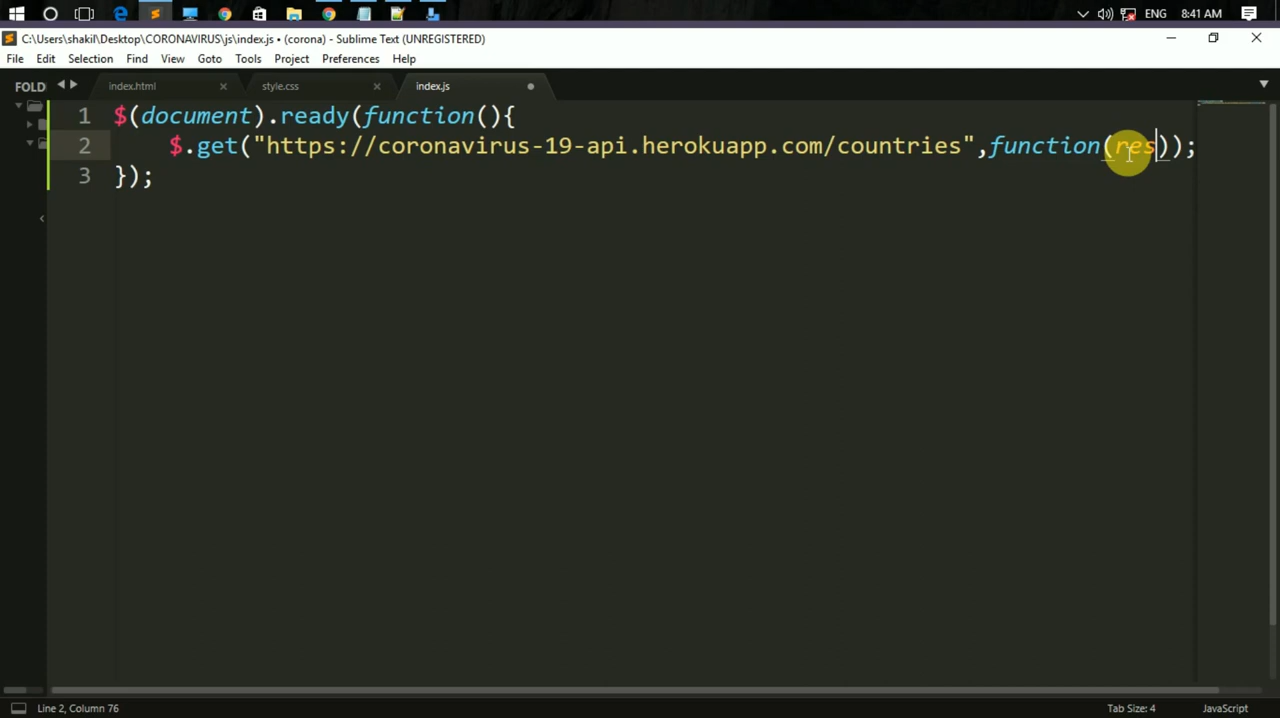 ENG 8:41 AM
C:\Users\shakil\Desktop\CORONAVIRUS\js\index.js • (corona) - Sublime Text (UNREGISTERED)
File Edit Selection Find View Goto Tools Project Preferences Help
FOLD index.html style.css index.js
1 $(document).ready(function(){
2 $.get("https://coronavirus-19-api.herokuapp.com/countries",function(res));
3 });
Line 2, Column 76 Tab Size: 4 JavaScript